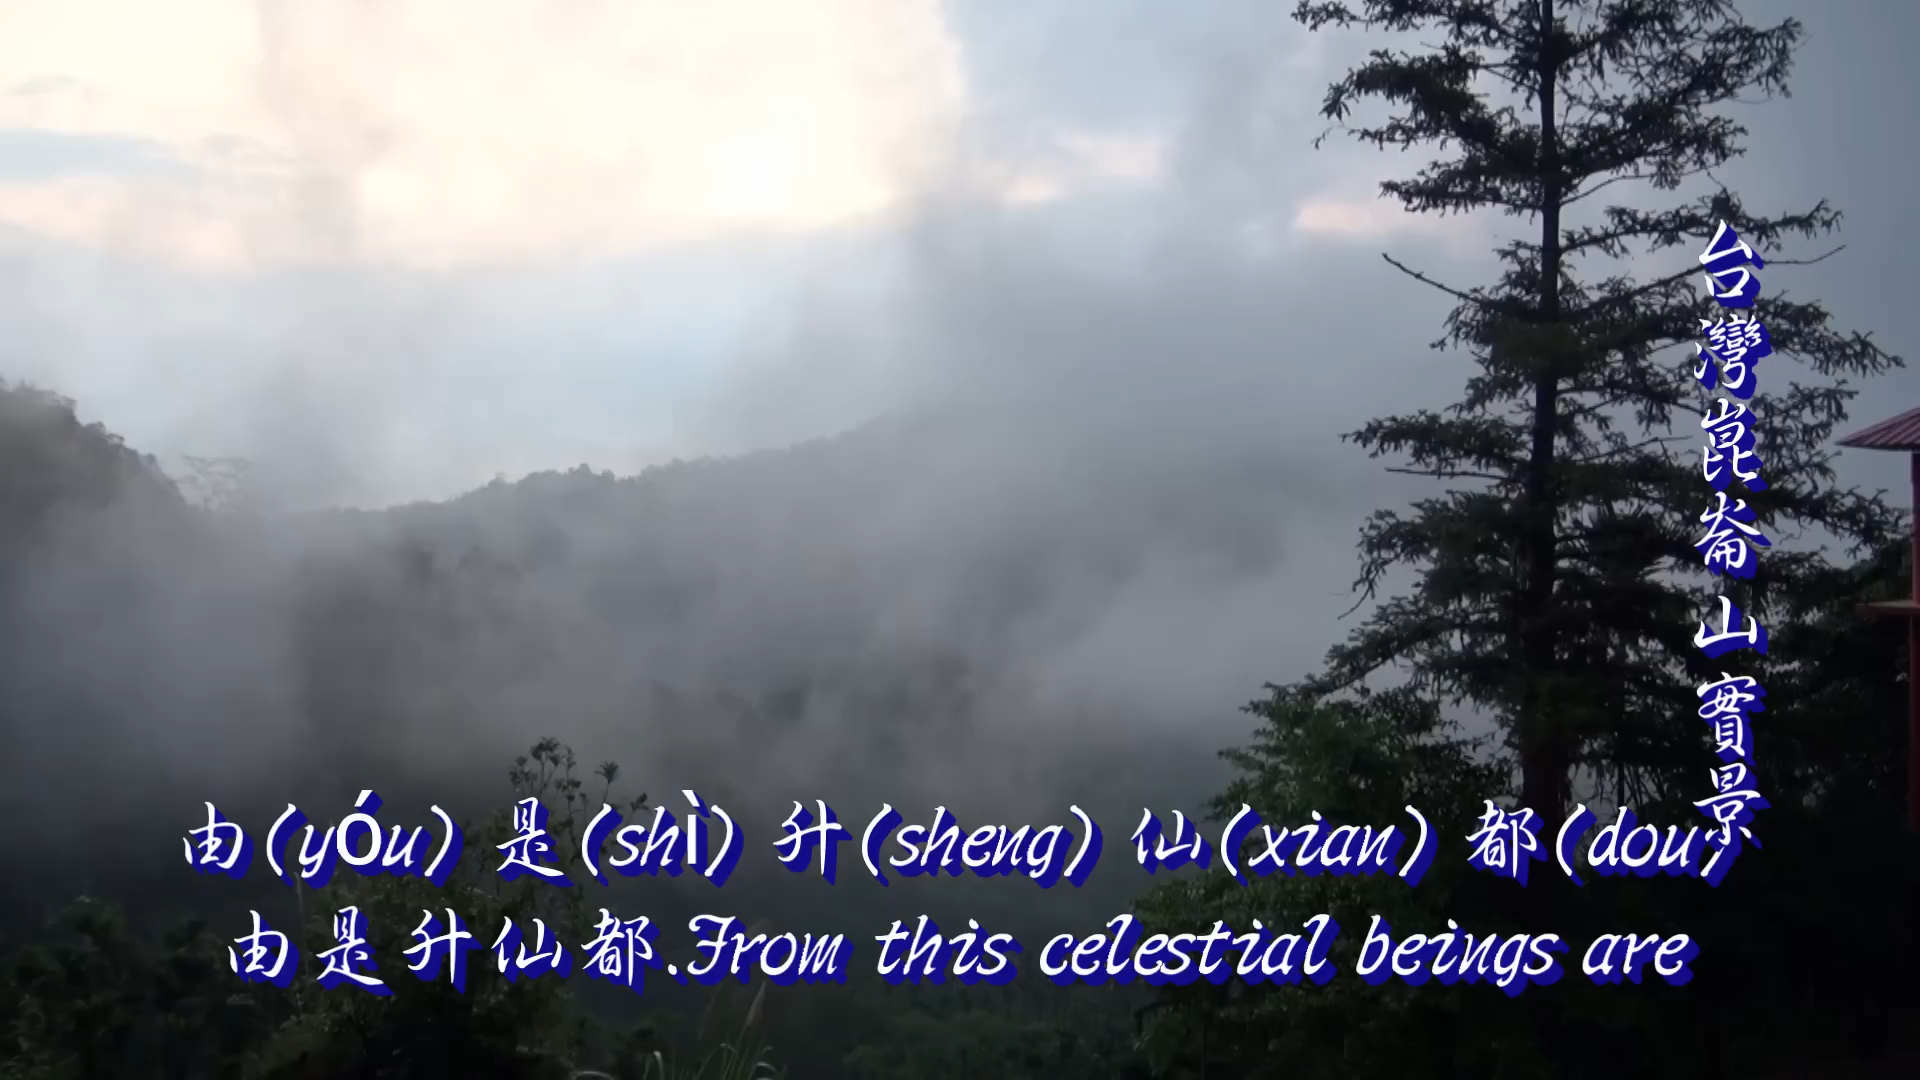 台灣崑崙山實景
由(yóu) 是(shì) 升(sheng) 仙(xian) 都(dou)
由是升仙都.From this celestial beings are